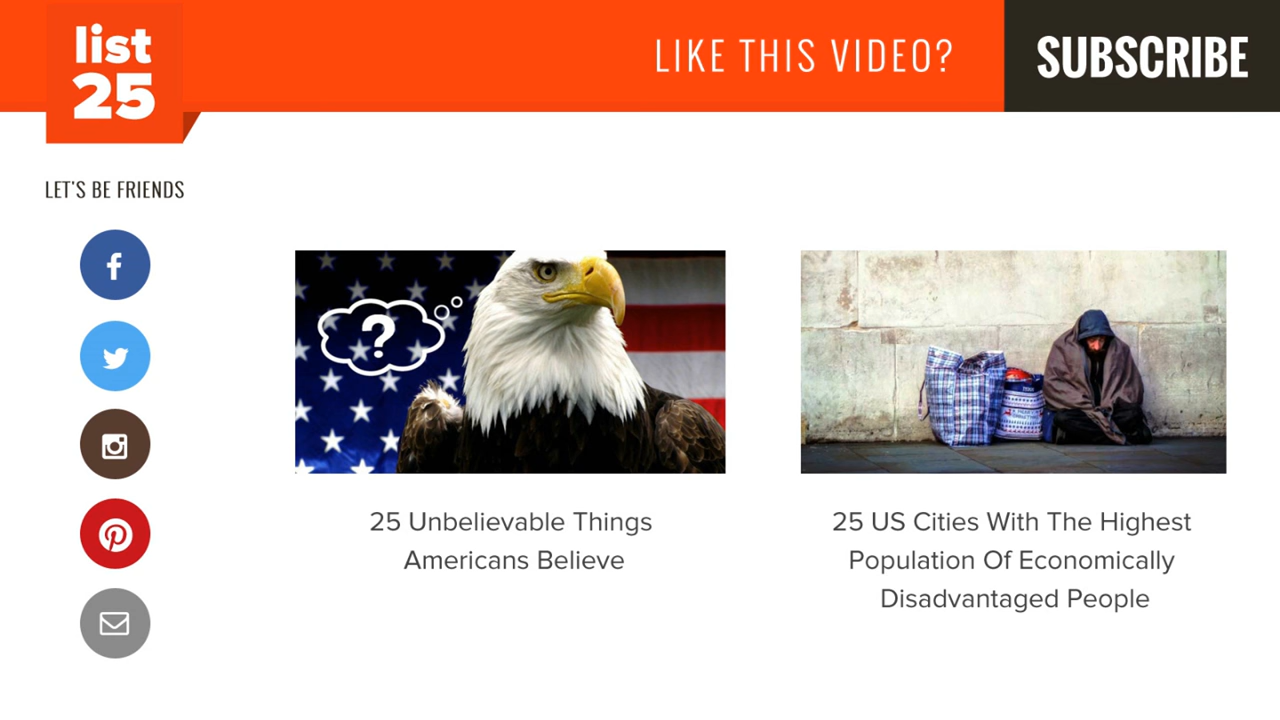 list
25
LIKE THIS VIDEO?
SUBSCRIBE
LET'S BE FRIENDS
?
25 Unbelievable Things
Americans Believe
25 US Cities With The Highest
Population Of Economically
Disadvantaged People